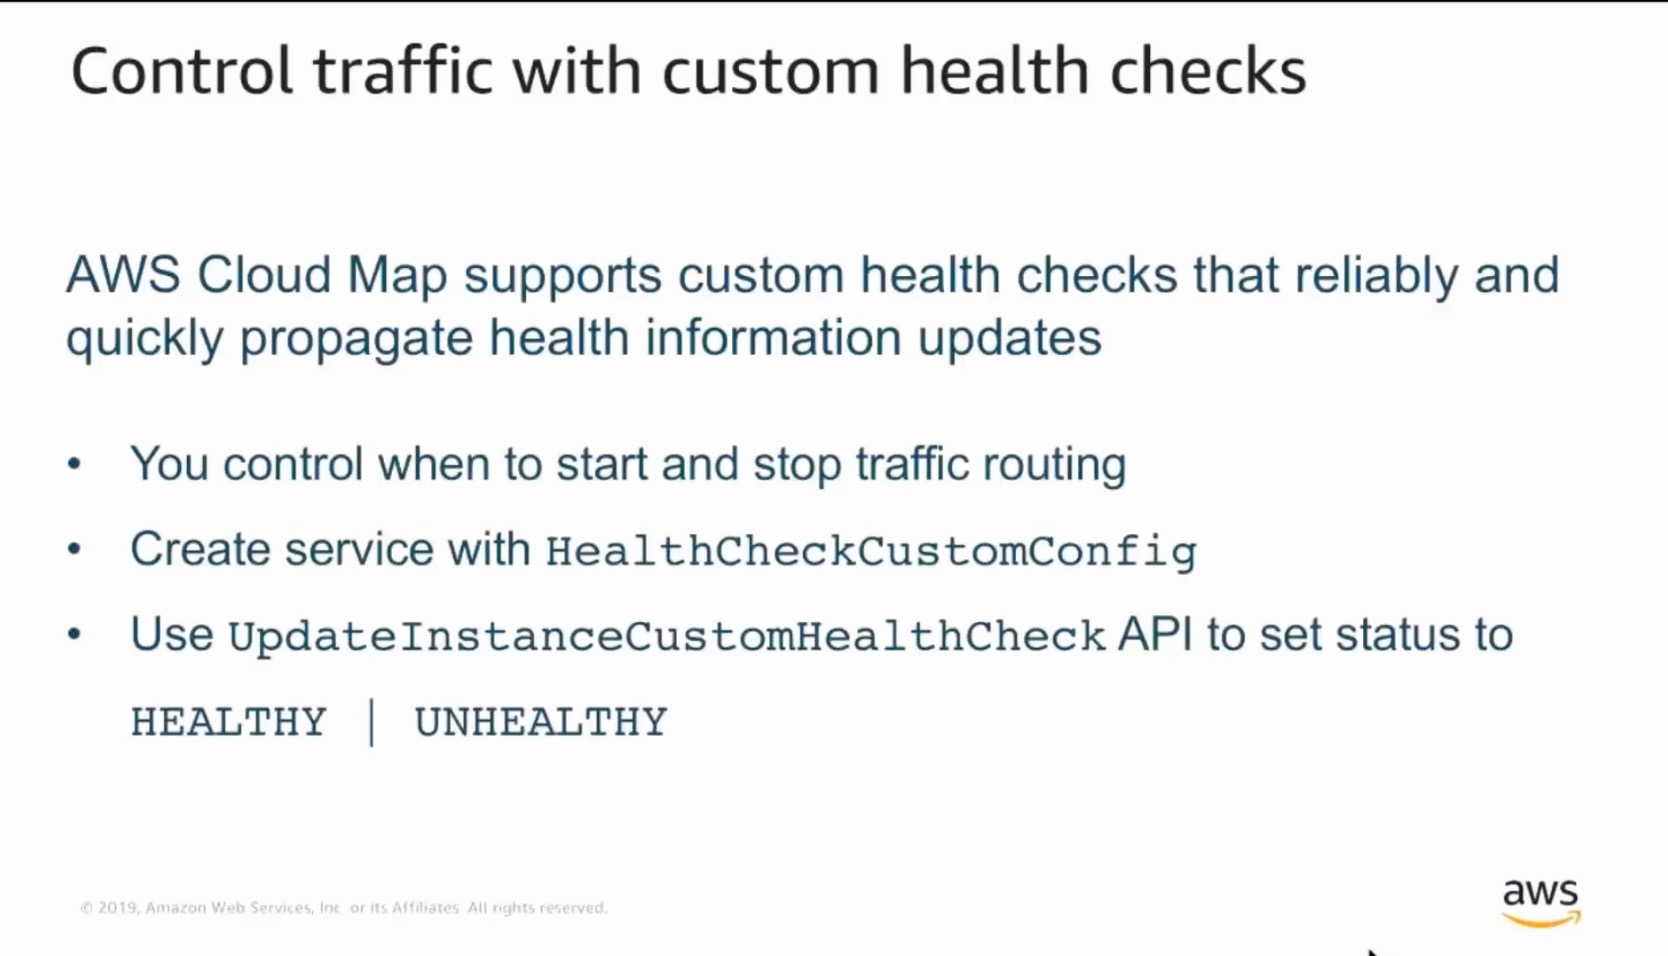 Control traffic with custom health checks
AWS Cloud Map supports custom health checks that reliably and
quickly propagate health information updates
• You control when to start and stop traffic routing
• Create service with HealthCheckCustomConfig
• Use UpdateInstanceCustomHealthCheck API to set status to
HEALTHY | UNHEALTHY
© 2019, Amazon Web Services, Inc or its Affiliates All rights reserved.
aws